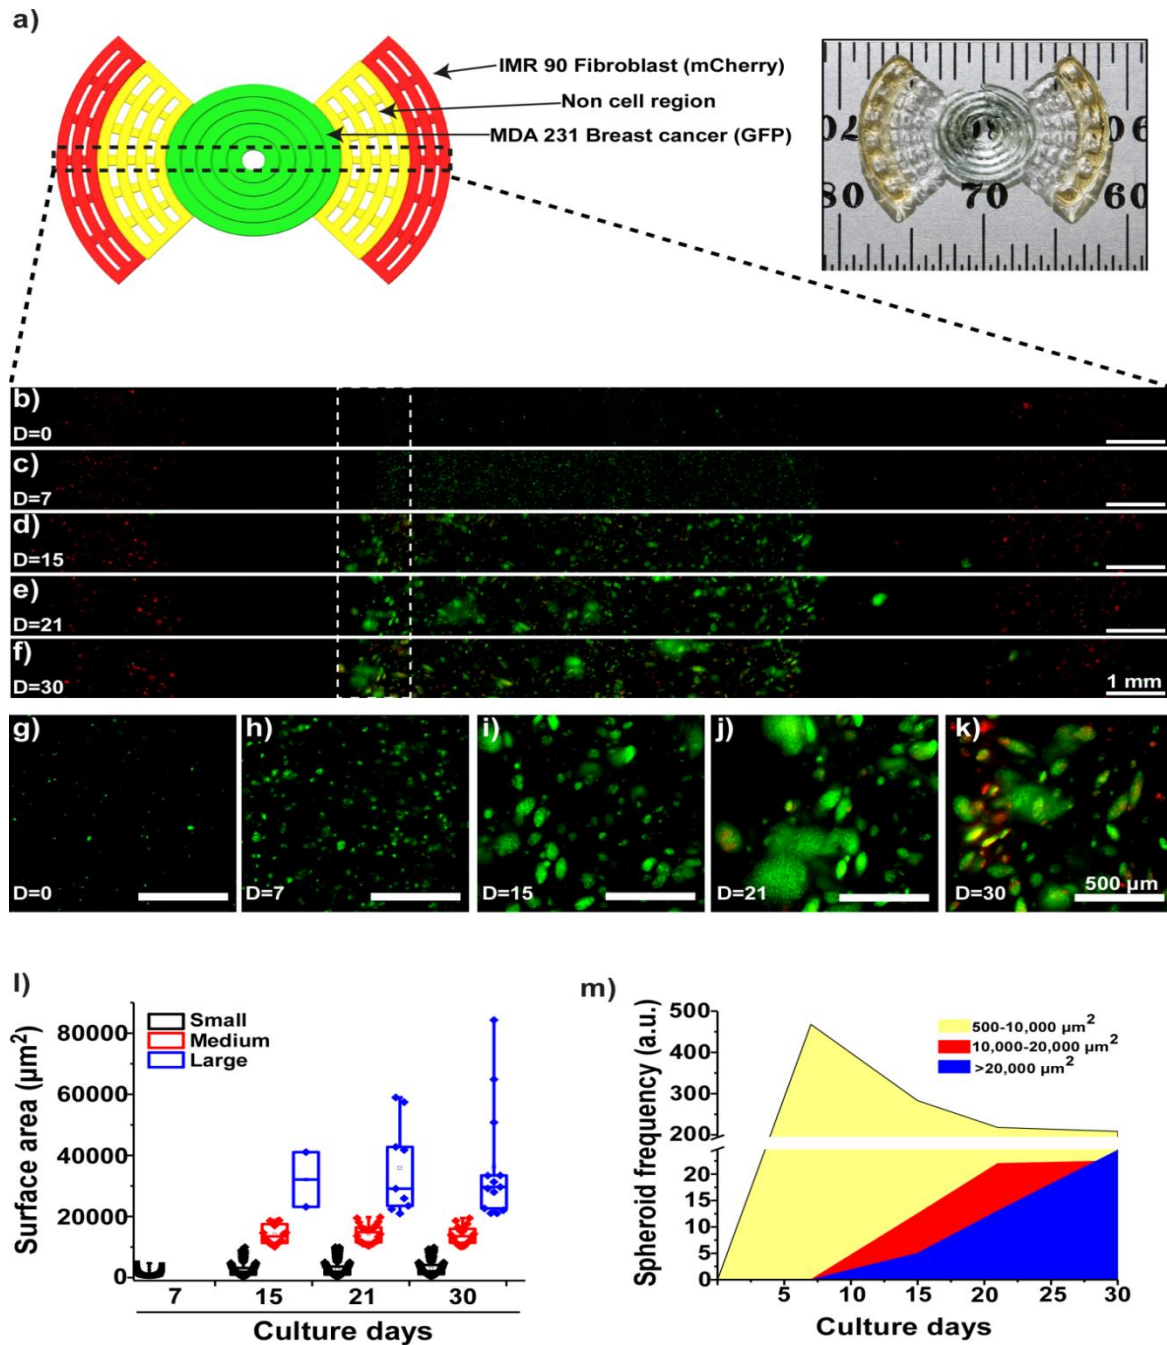 a)
IMR 90 Fibroblast (mCherry)
Non cell region
MDA 231 Breast cancer (GFP)
80 70 60
b)
D=0
c)
D=7
d)
D=15
e)
D=21
f)
D=30
1 mm
g)
D=0
h)
D=7
i)
D=15
j)
D=21
k)
D=30
500 µm
l)
Small
Medium
Large
Surface area (µm²)
80000
60000
40000
20000
0
7 15 21 30
Culture days
m)
500-10,000 µm²
10,000-20,000 µm²
>20,000 µm²
Spheroid frequency (a.u.)
500
450
400
350
300
250
200
20
15
10
5
0
5 10 15 20 25 30
Culture days